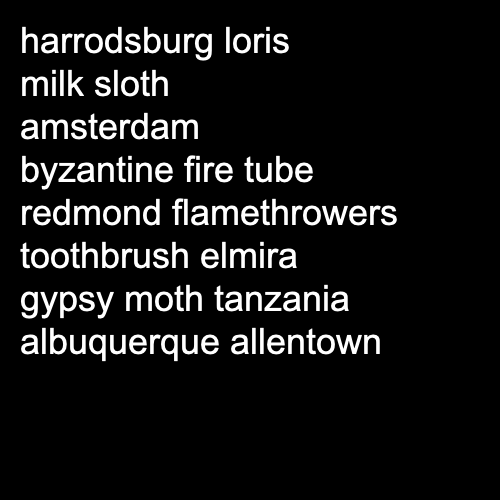 harrodsburg loris
milk sloth
amsterdam
byzantine fire tube
redmond flamethrowers
toothbrush elmira
gypsy moth tanzania
albuquerque allentown